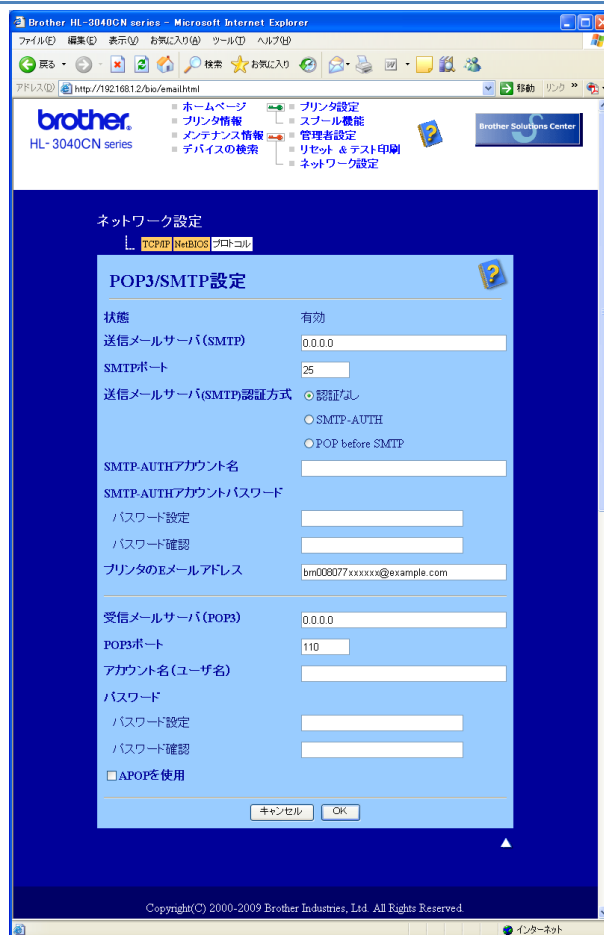 Brother HL-3040CN series - Microsoft Internet Explorer
ファイル(F) 編集(E) 表示(V) お気に入り(A) ツール(T) ヘルプ(H)
戻る 検索 お気に入り
アドレス(D) http://192.168.1.2/bio/email.html 移動 リンク »
brother.
HL- 3040CN series
ホームページ
プリンタ情報
メンテナンス情報
デバイスの検索
プリンタ設定
スプール機能
管理者設定
リセット & テスト印刷
ネットワーク設定
Brother Solutions Center
ネットワーク設定
TCP/IP NetBIOS プロトコル
POP3/SMTP設定
状態 有効
送信メールサーバ(SMTP) 0.0.0.0
SMTPポート 25
送信メールサーバ(SMTP)認証方式 認証なし
SMTP-AUTH
POP before SMTP
SMTP-AUTHアカウント名
SMTP-AUTHアカウントパスワード
パスワード設定
パスワード確認
プリンタのEメールアドレス brn008077xxxxxx@example.com
受信メールサーバ(POP3) 0.0.0.0
POP3ポート 110
アカウント名(ユーザ名)
パスワード
パスワード設定
パスワード確認
APOPを使用
キャンセル OK
Copyright(C) 2000-2009 Brother Industries, Ltd. All Rights Reserved.
インターネット